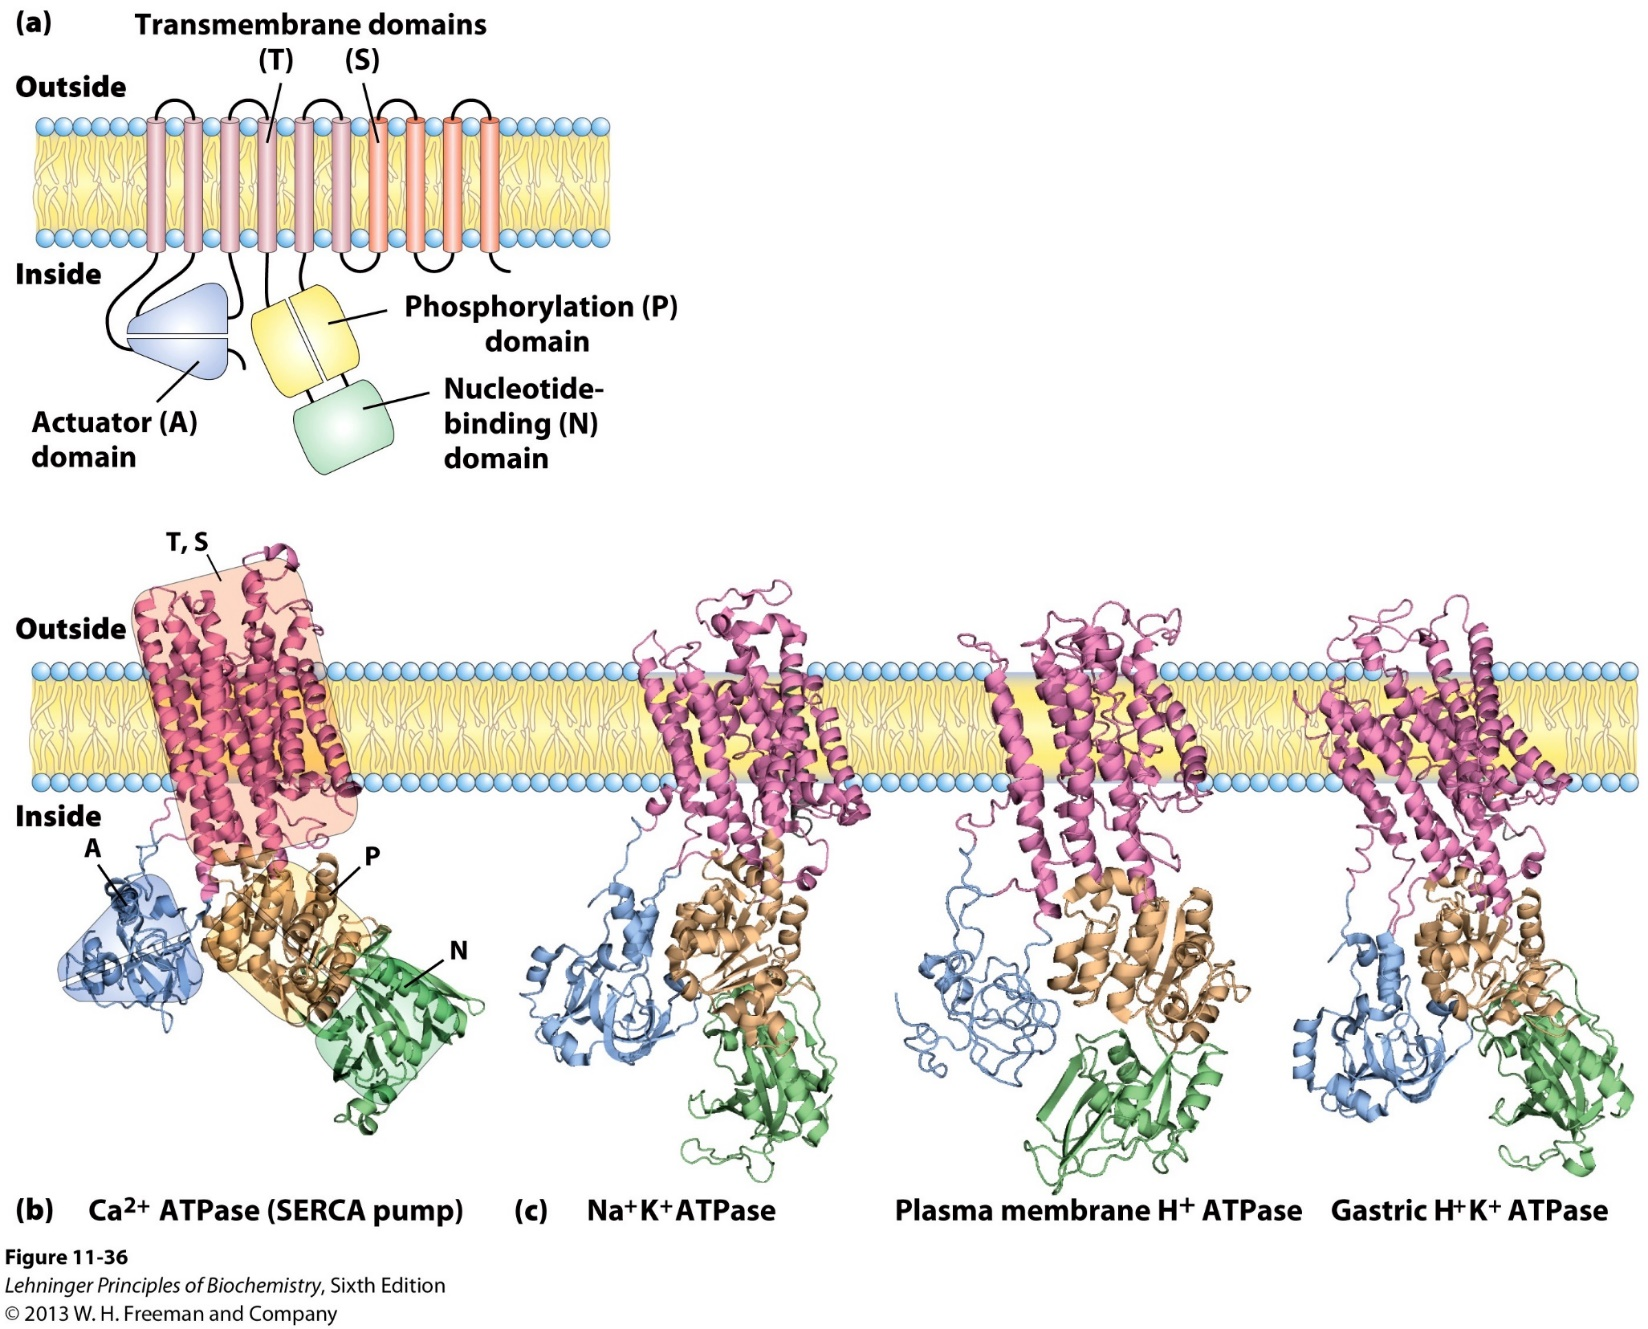 (a)
Transmembrane domains
(T) (S)
Outside
Inside
Phosphorylation (P)
domain
Nucleotide-
binding (N)
domain
Actuator (A)
domain
T, S
Outside
Inside
A
P
N
(b) Ca²⁺ ATPase (SERCA pump)
(c) Na⁺K⁺ATPase
Plasma membrane H⁺ ATPase
Gastric H⁺K⁺ ATPase
Figure 11-36
Lehninger Principles of Biochemistry, Sixth Edition
© 2013 W. H. Freeman and Company